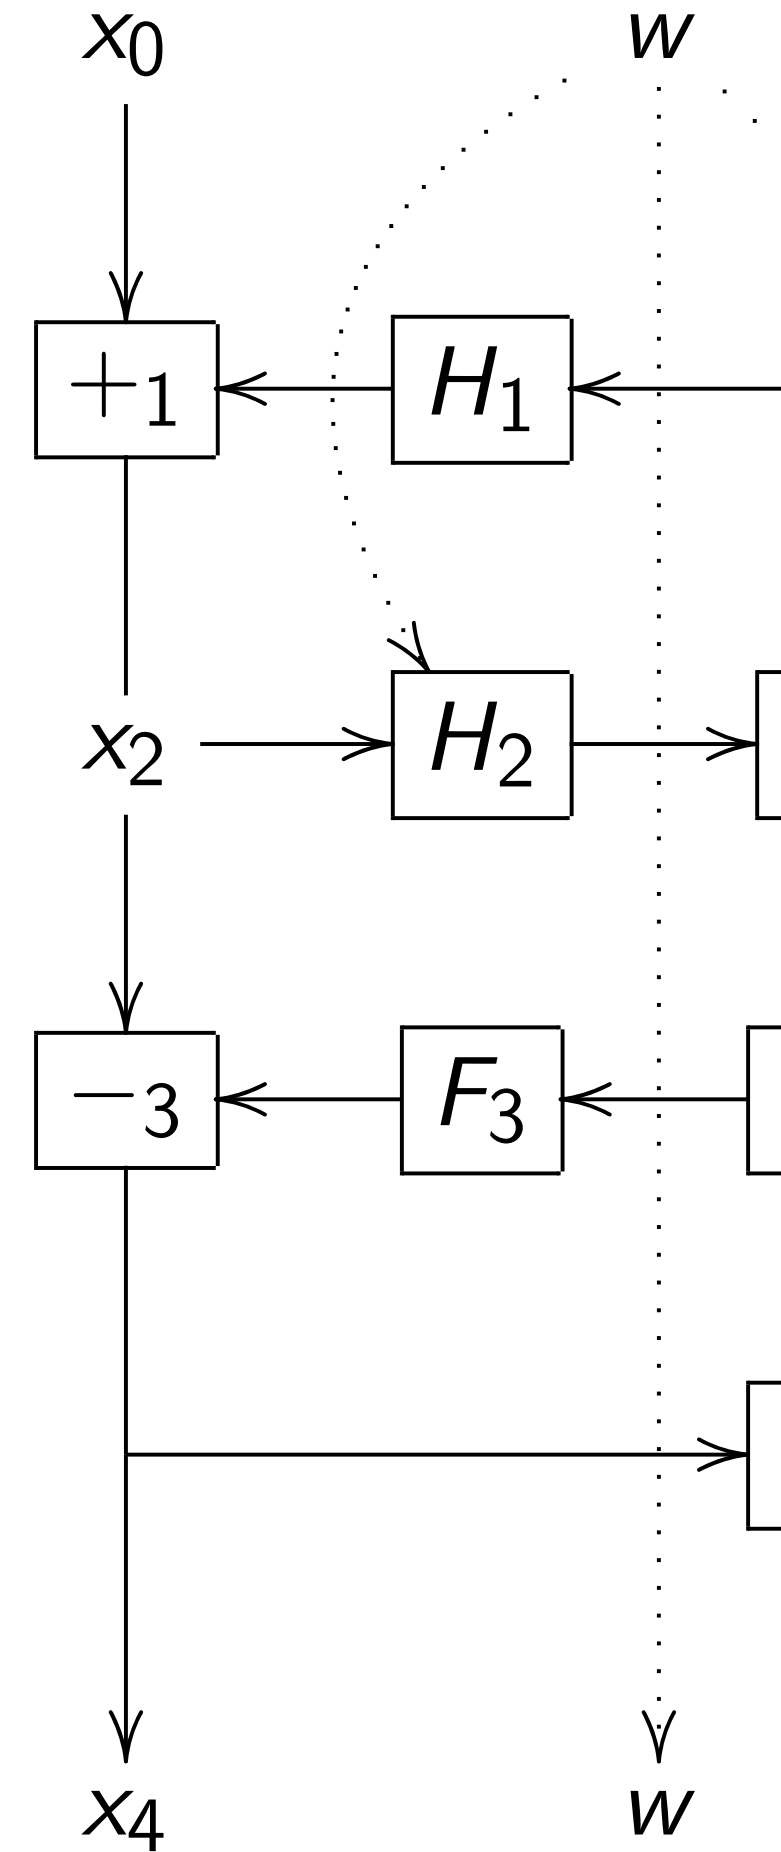 x₀ w
+₁ H₁
x₂ H₂
−₃ F₃
x₄ w